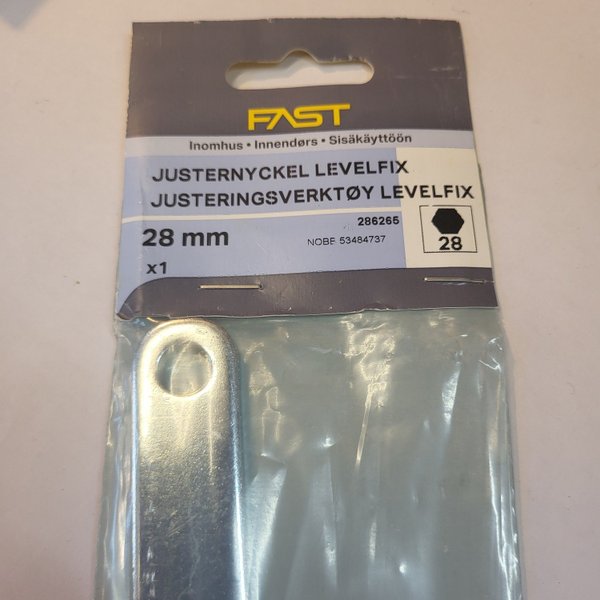 FAST
Inomhus • Innendørs • Sisäkäyttöön
JUSTERNYCKEL LEVELFIX
JUSTERINGSVERKTØY LEVELFIX
286265
28 mm
NOBB 53484737
28
x1